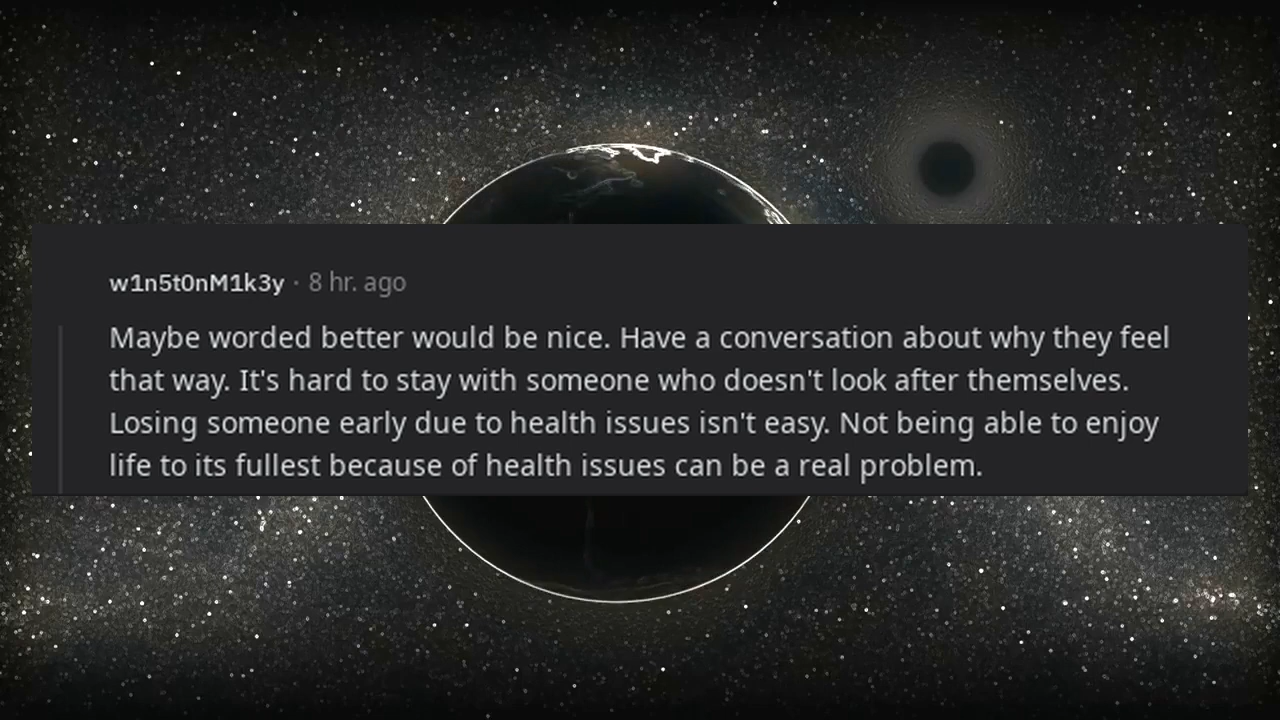 w1n5t0nM1k3y · 8 hr. ago
Maybe worded better would be nice. Have a conversation about why they feel
that way. It's hard to stay with someone who doesn't look after themselves.
Losing someone early due to health issues isn't easy. Not being able to enjoy
life to its fullest because of health issues can be a real problem.